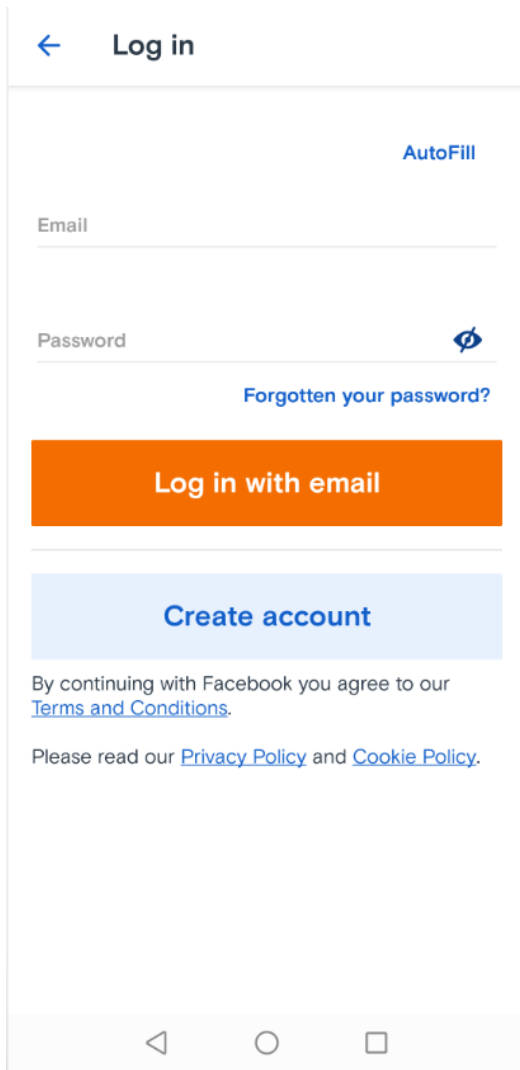 Log in
AutoFill
Email
Password
Forgotten your password?
Log in with email
Create account
By continuing with Facebook you agree to our
Terms and Conditions.
Please read our Privacy Policy and Cookie Policy.